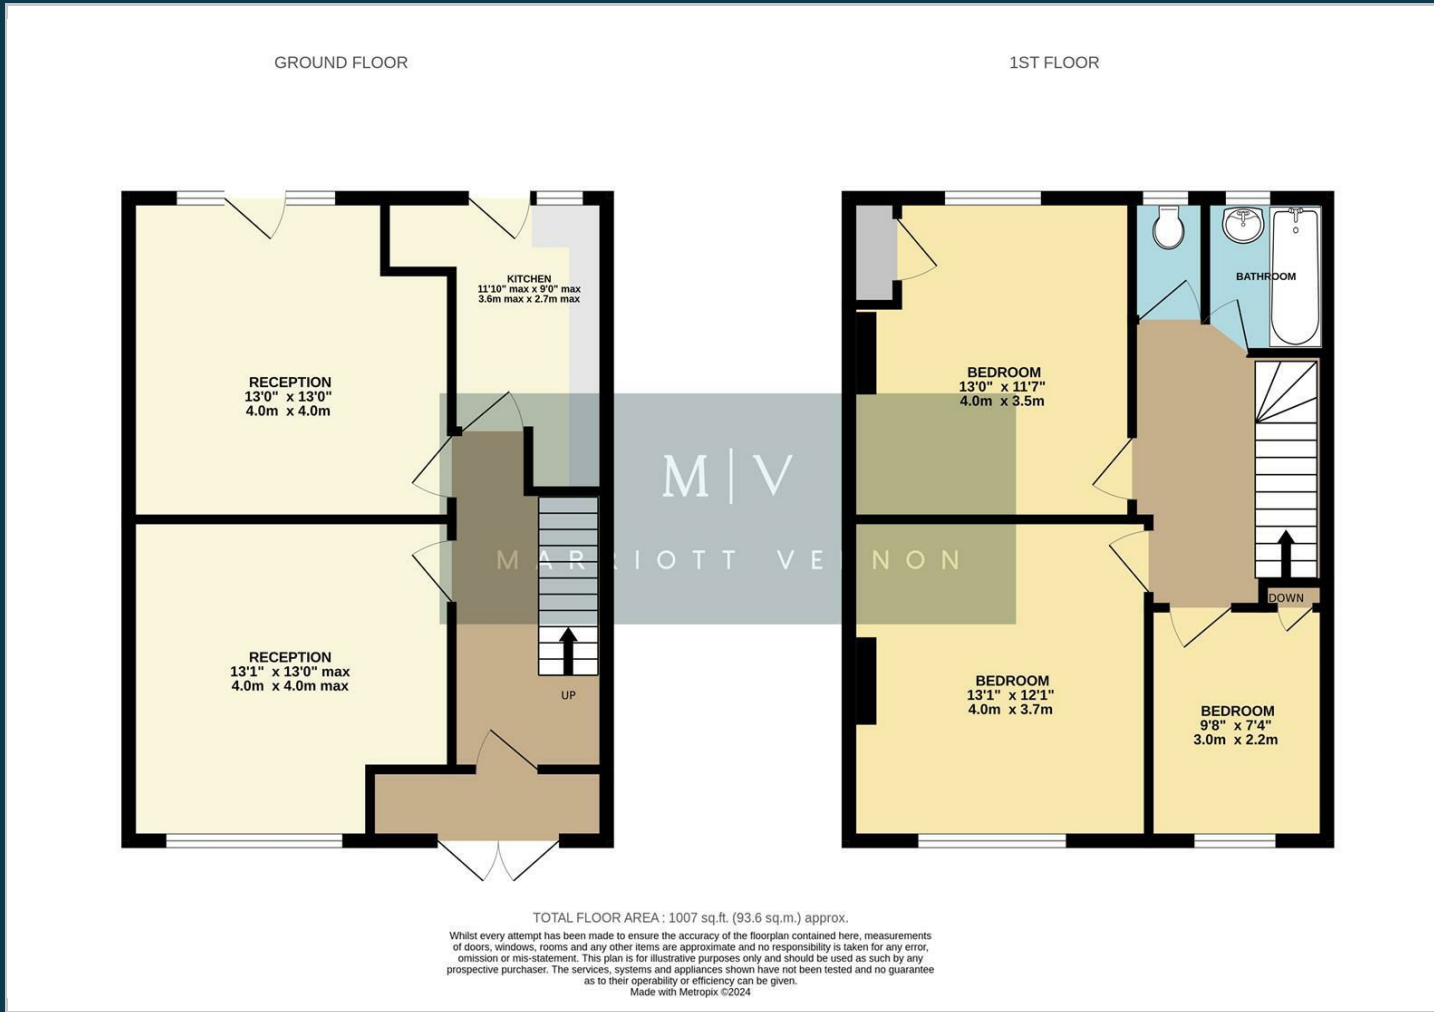 GROUND FLOOR
1ST FLOOR
KITCHEN
11'10" max x 9'0" max
3.6m max x 2.7m max
RECEPTION
13'0" x 13'0"
4.0m x 4.0m
RECEPTION
13'1" x 13'0" max
4.0m x 4.0m max
UP
BATHROOM
BEDROOM
13'0" x 11'7"
4.0m x 3.5m
BEDROOM
13'1" x 12'1"
4.0m x 3.7m
DOWN
BEDROOM
9'8" x 7'4"
3.0m x 2.2m
M|V
MARRIOTT VERNON
TOTAL FLOOR AREA : 1007 sq.ft. (93.6 sq.m.) approx.
Whilst every attempt has been made to ensure the accuracy of the floorplan contained here, measurements
of doors, windows, rooms and any other items are approximate and no responsibility is taken for any error,
omission or mis-statement. This plan is for illustrative purposes only and should be used as such by any
prospective purchaser. The services, systems and appliances shown have not been tested and no guarantee
as to their operability or efficiency can be given.
Made with Metropix ©2024